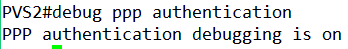 PVS2#debug ppp authentication
PPP authentication debugging is on